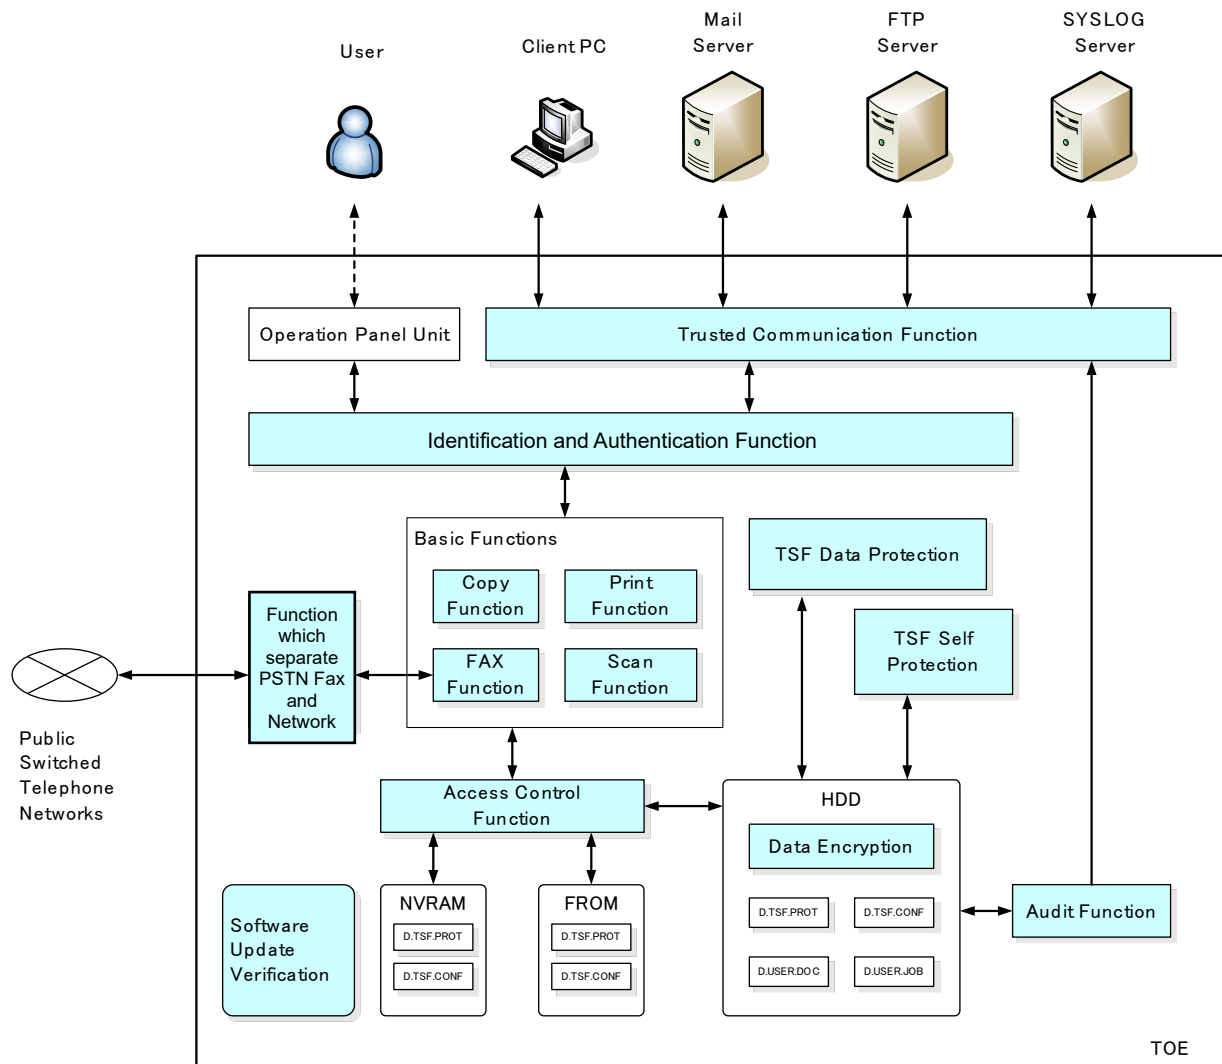 User
Client PC
Mail
Server
FTP
Server
SYSLOG
Server
Operation Panel Unit
Trusted Communication Function
Identification and Authentication Function
Basic Functions
Copy
Function
Print
Function
FAX
Function
Scan
Function
TSF Data Protection
TSF Self
Protection
Function
which
separate
PSTN Fax
and
Network
Public
Switched
Telephone
Networks
Access Control
Function
HDD
Data Encryption
D.TSF.PROT
D.TSF.CONF
D.USER.DOC
D.USER.JOB
Audit Function
Software
Update
Verification
NVRAM
D.TSF.PROT
D.TSF.CONF
FROM
D.TSF.PROT
D.TSF.CONF
TOE